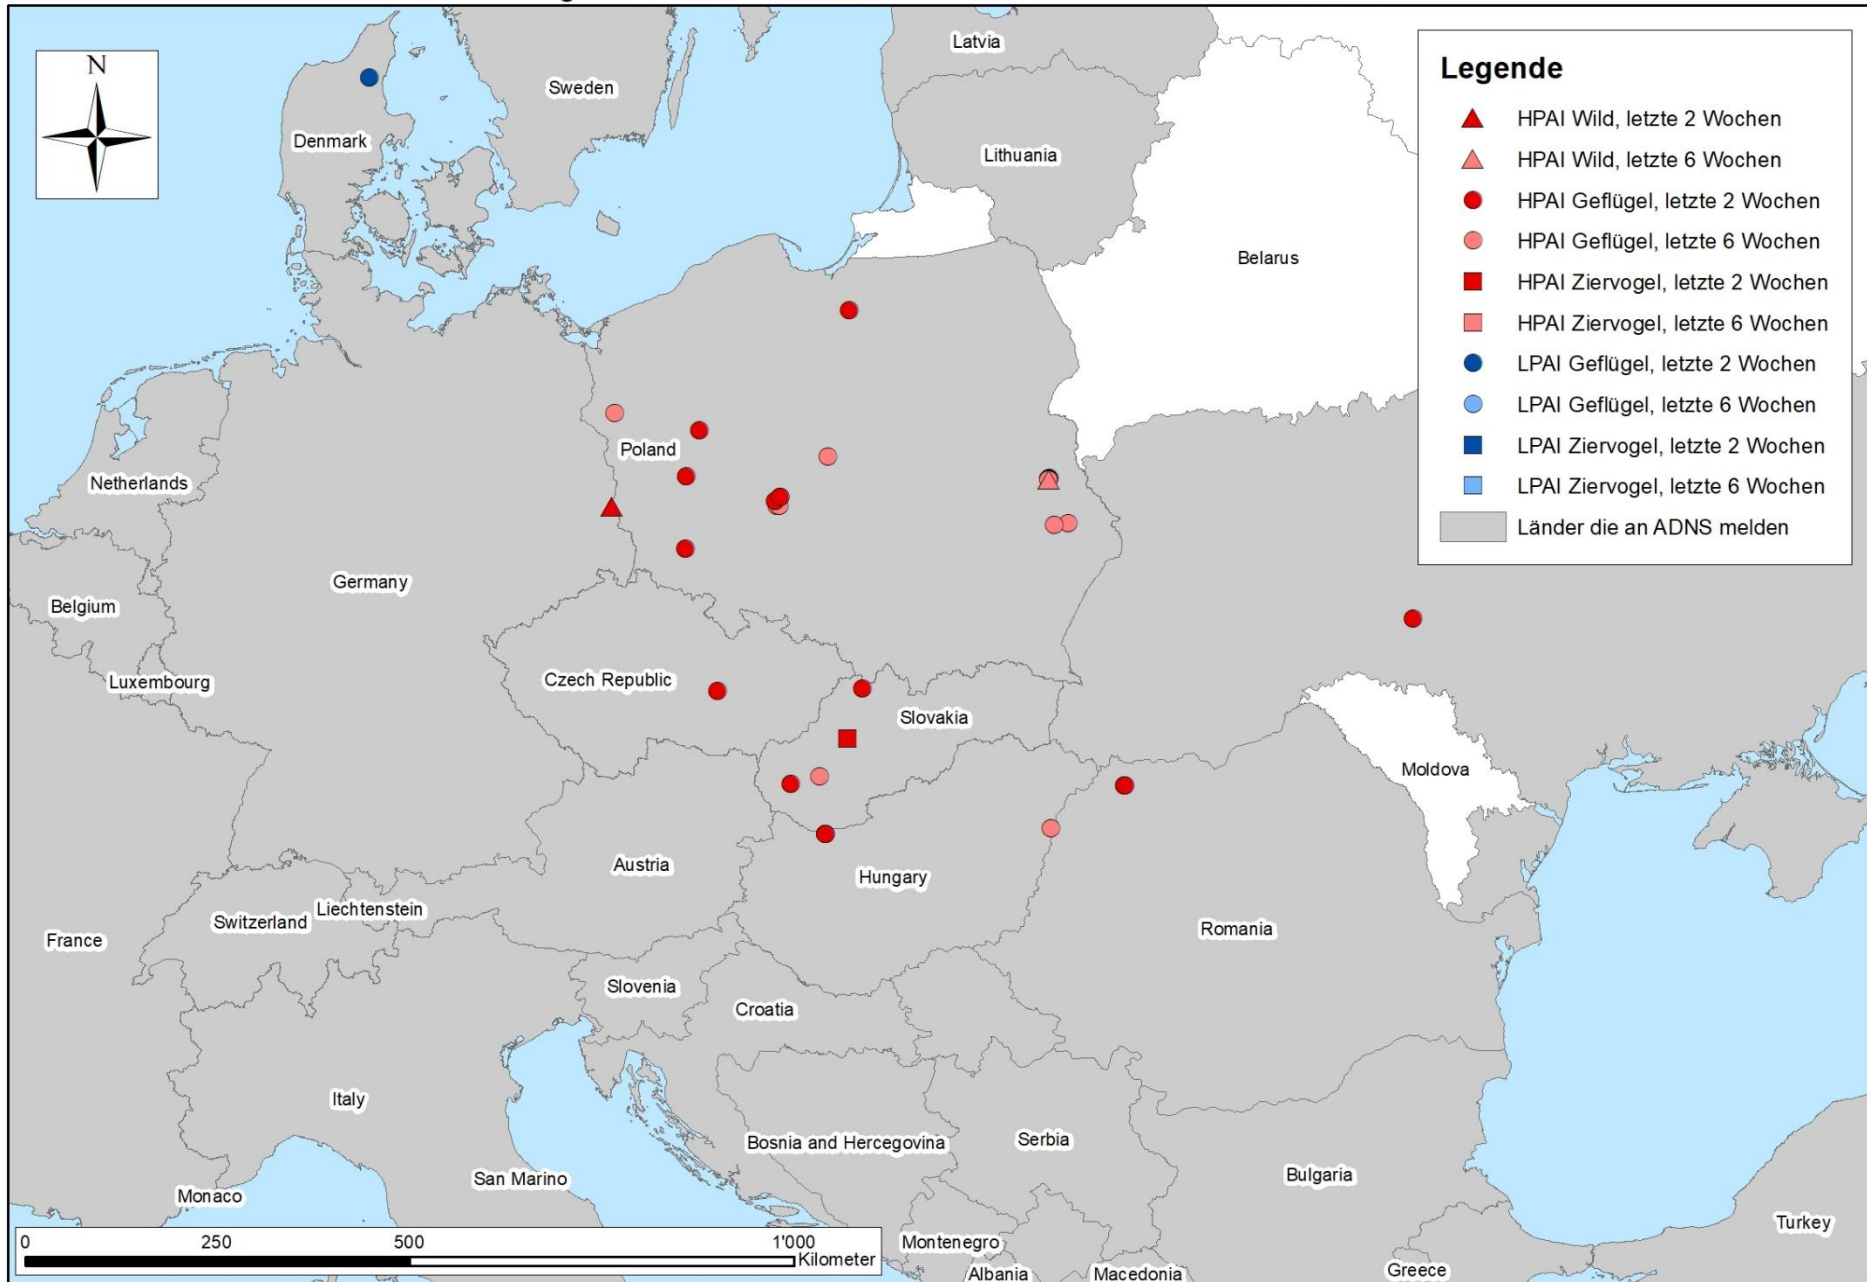 N
Legende
HPAI Wild, letzte 2 Wochen
HPAI Wild, letzte 6 Wochen
HPAI Geflügel, letzte 2 Wochen
HPAI Geflügel, letzte 6 Wochen
HPAI Ziervogel, letzte 2 Wochen
HPAI Ziervogel, letzte 6 Wochen
LPAI Geflügel, letzte 2 Wochen
LPAI Geflügel, letzte 6 Wochen
LPAI Ziervogel, letzte 2 Wochen
LPAI Ziervogel, letzte 6 Wochen
Länder die an ADNS melden
Latvia
Sweden
Denmark
Lithuania
Belarus
Poland
Netherlands
Germany
Belgium
Luxembourg
Czech Republic
Slovakia
Moldova
Austria
Hungary
Liechtenstein
Switzerland
France
Romania
Slovenia
Croatia
Italy
Bosnia and Hercegovina
Serbia
San Marino
Bulgaria
Monaco
Turkey
Montenegro
Albania
Macedonia
Greece
0 250 500 1'000
Kilometer